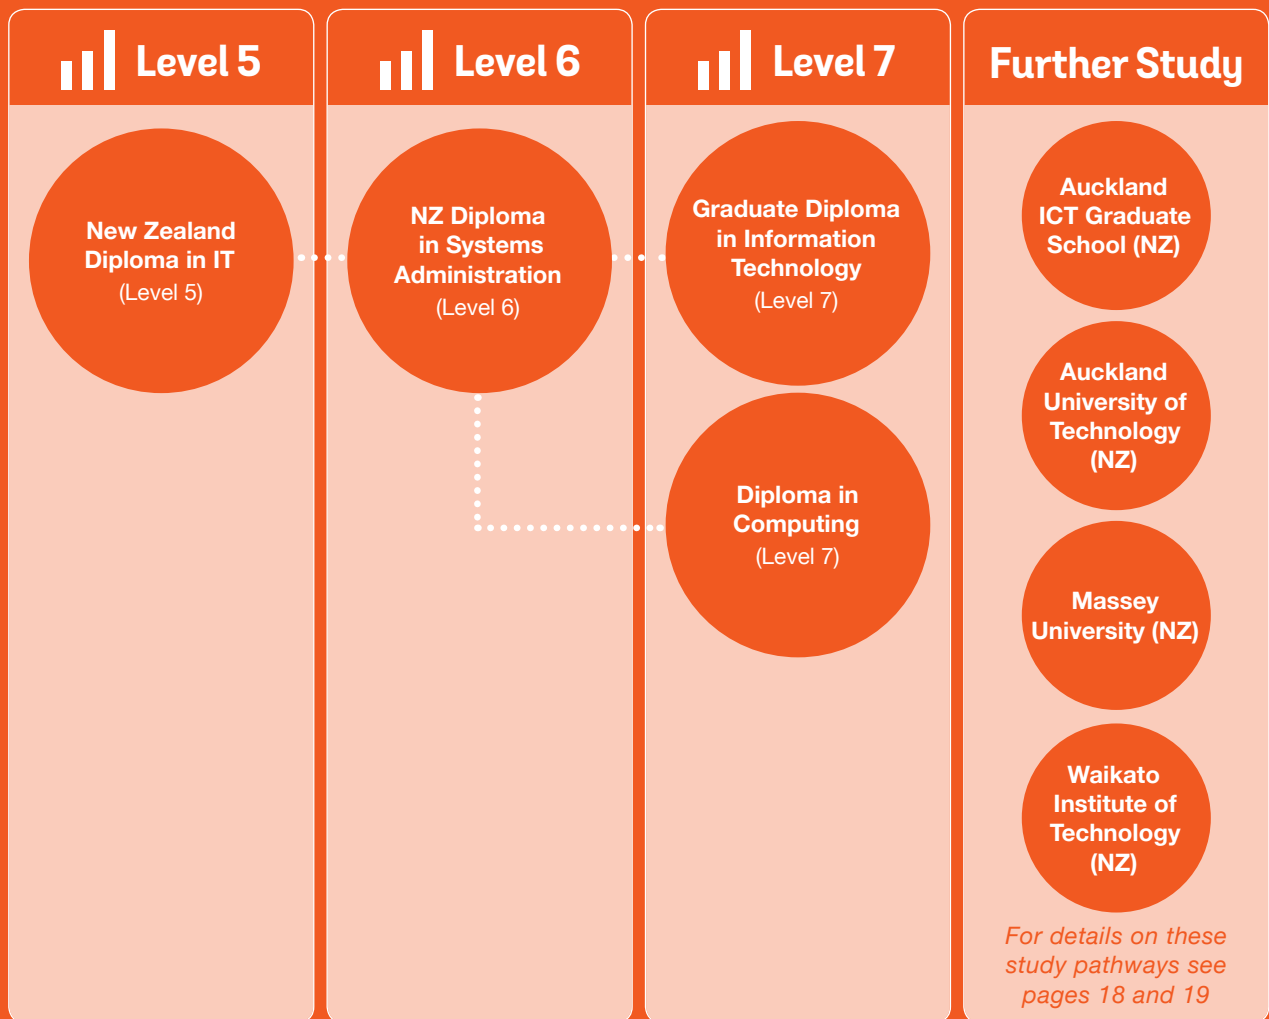 Level 5
New Zealand
Diploma in IT
(Level 5)
Level 6
NZ Diploma
in Systems
Administration
(Level 6)
Level 7
Graduate Diploma
in Information
Technology
(Level 7)
Diploma in
Computing
(Level 7)
Further Study
Auckland
ICT Graduate
School (NZ)
Auckland
University of
Technology
(NZ)
Massey
University (NZ)
Waikato
Institute of
Technology
(NZ)
For details on these
study pathways see
pages 18 and 19